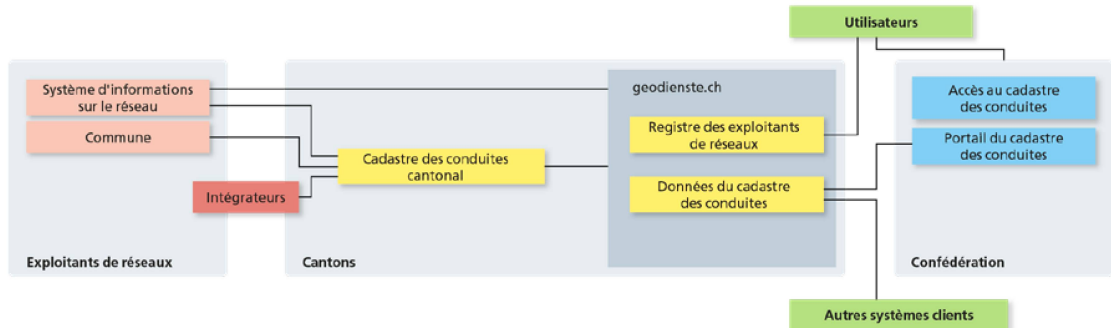 Utilisateurs
Système d'informations
sur le réseau
Commune
Intégrateurs
Exploitants de réseaux
Cadastre des conduites
cantonal
Cantons
geodienste.ch
Registre des exploitants
de réseaux
Données du cadastre
des conduites
Accès au cadastre
des conduites
Portail du cadastre
des conduites
Confédération
Autres systèmes clients